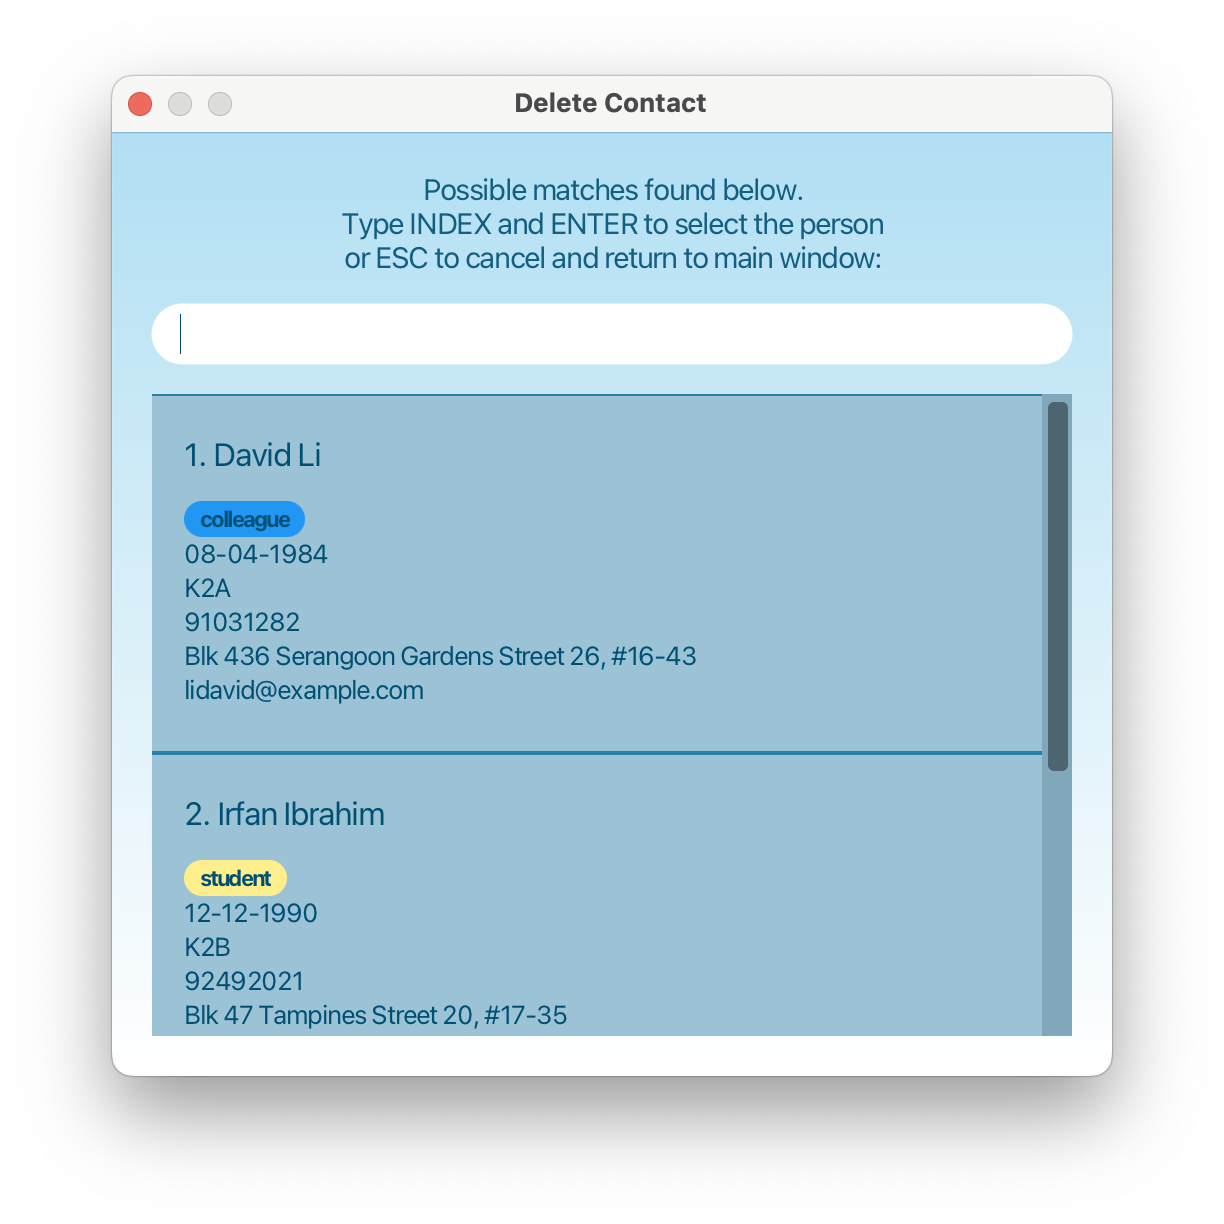 Delete Contact
Possible matches found below.
Type INDEX and ENTER to select the person
or ESC to cancel and return to main window:
1. David Li
colleague
08-04-1984
K2A
91031282
Blk 436 Serangoon Gardens Street 26, #16-43
lidavid@example.com
2. Irfan Ibrahim
student
12-12-1990
K2B
92492021
Blk 47 Tampines Street 20, #17-35